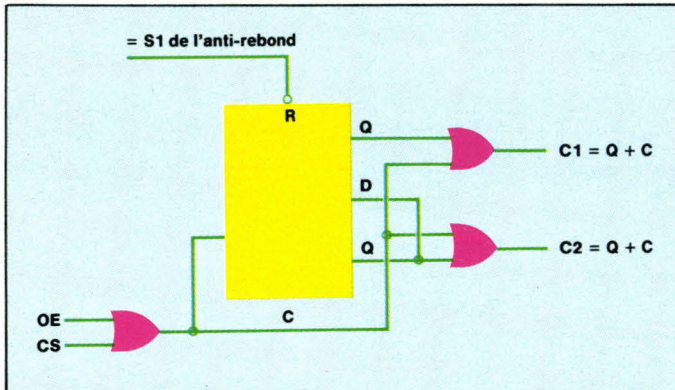 = S1 de l'anti-rebond
R
Q
C1 = Q + C
D
Q
C2 = Q + C
C
OE
CS